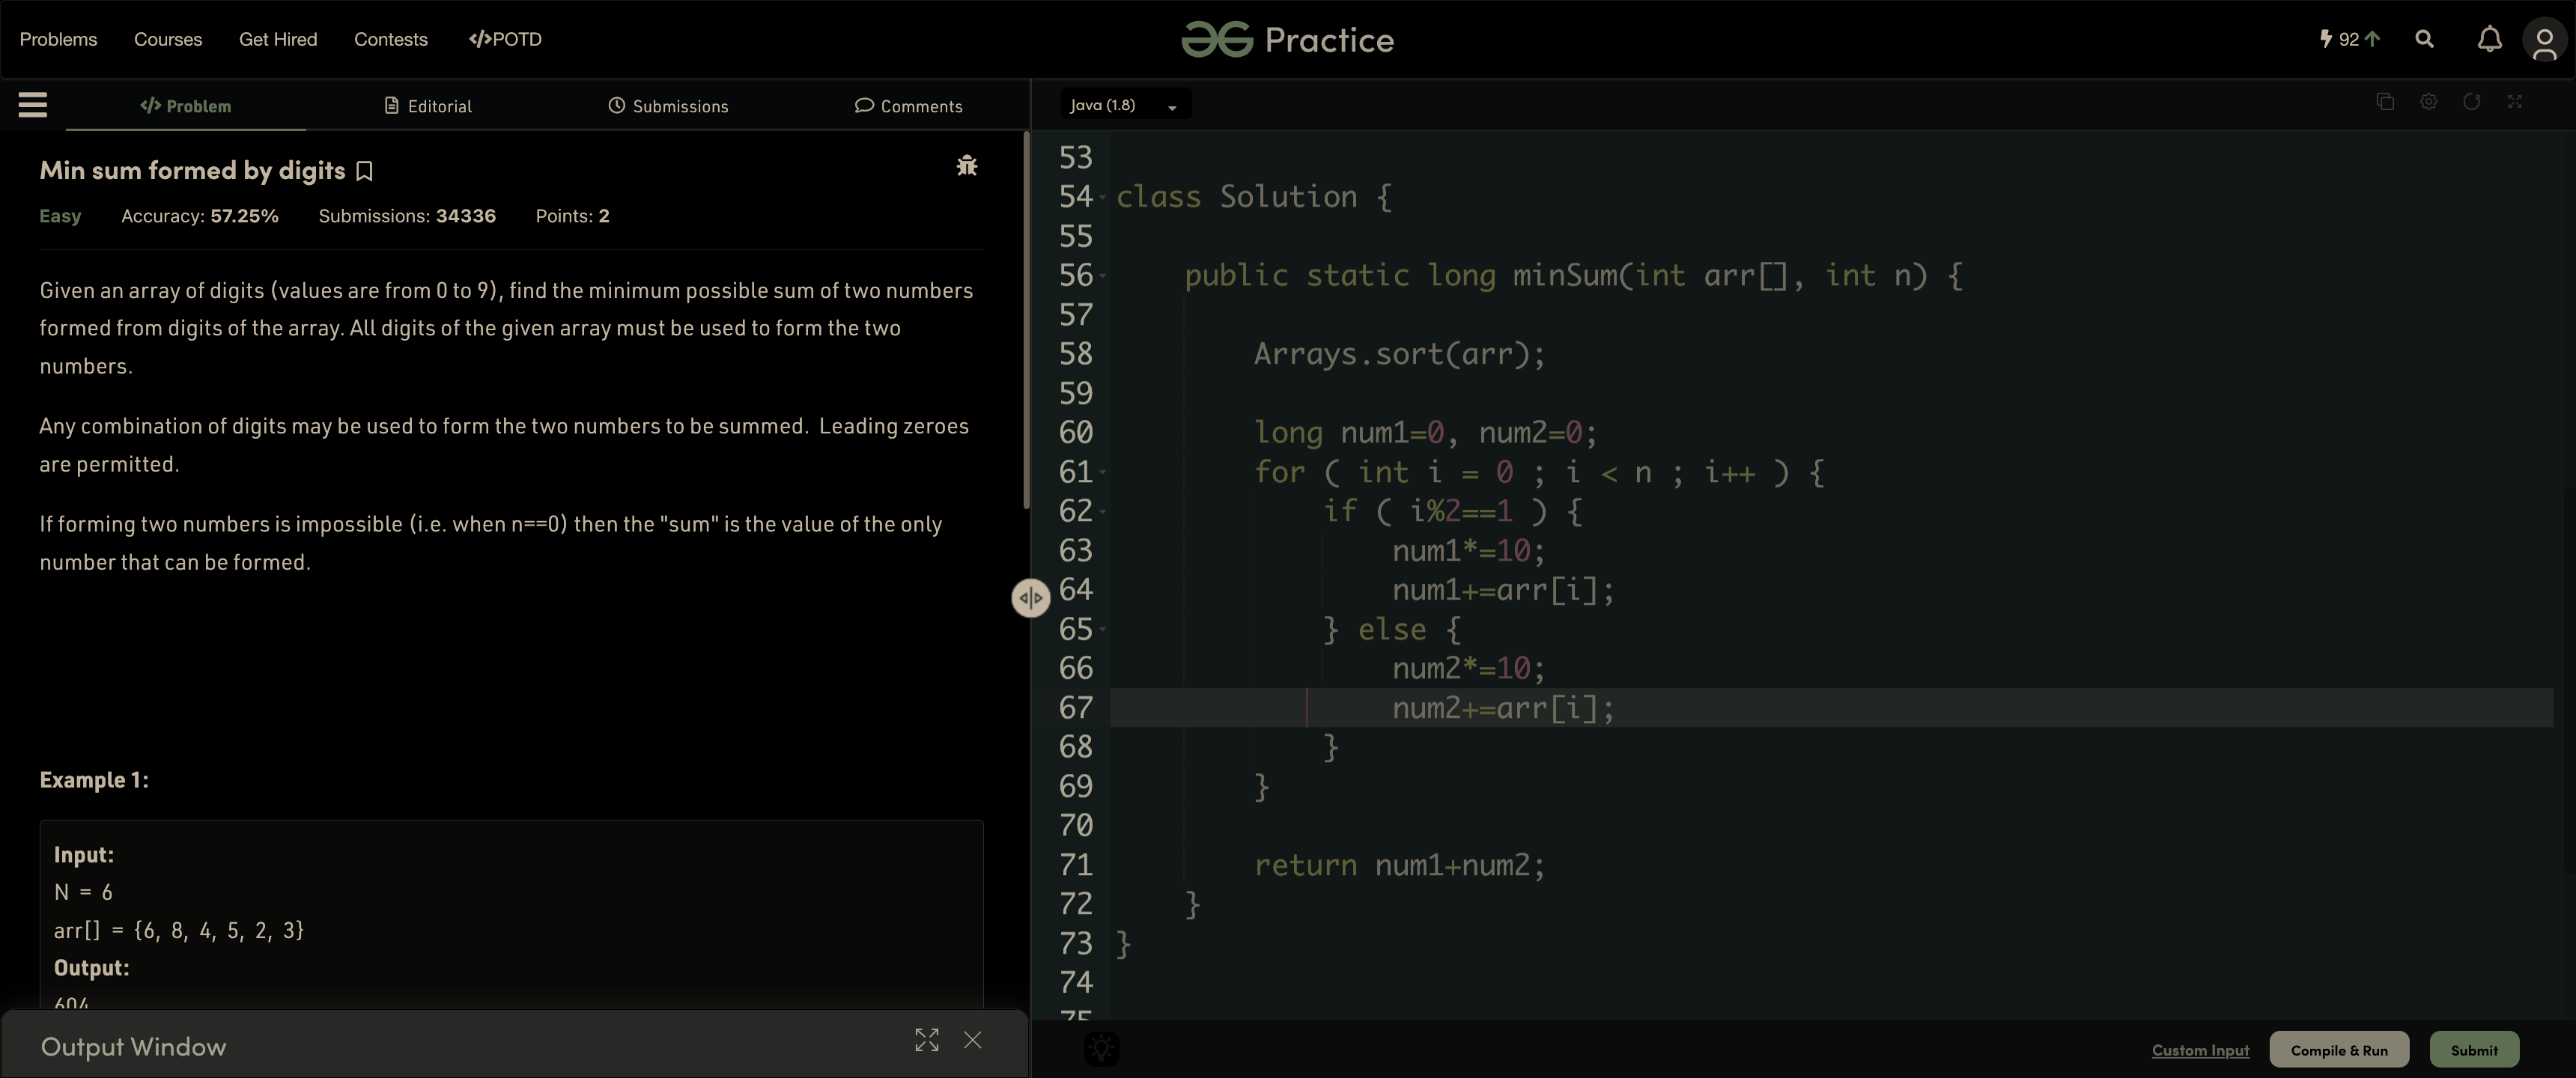 Problems Courses Get Hired Contests </>POTD
Practice
92
</> Problem Editorial Submissions Comments
Min sum formed by digits
Easy Accuracy: 57.25% Submissions: 34336 Points: 2
Given an array of digits (values are from 0 to 9), find the minimum possible sum of two numbers
formed from digits of the array. All digits of the given array must be used to form the two
numbers.
Any combination of digits may be used to form the two numbers to be summed.  Leading zeroes
are permitted.
If forming two numbers is impossible (i.e. when n==0) then the "sum" is the value of the only
number that can be formed.
Example 1:
Input:
N = 6
arr[] = {6, 8, 4, 5, 2, 3}
Output:
604
Output Window
Java (1.8)
53
54 class Solution {
55
56     public static long minSum(int arr[], int n) {
57
58         Arrays.sort(arr);
59
60         long num1=0, num2=0;
61         for ( int i = 0 ; i < n ; i++ ) {
62             if ( i%2==1 ) {
63                 num1*=10;
64                 num1+=arr[i];
65             } else {
66                 num2*=10;
67                 num2+=arr[i];
68             }
69         }
70
71         return num1+num2;
72     }
73 }
74
75
Custom Input Compile & Run Submit